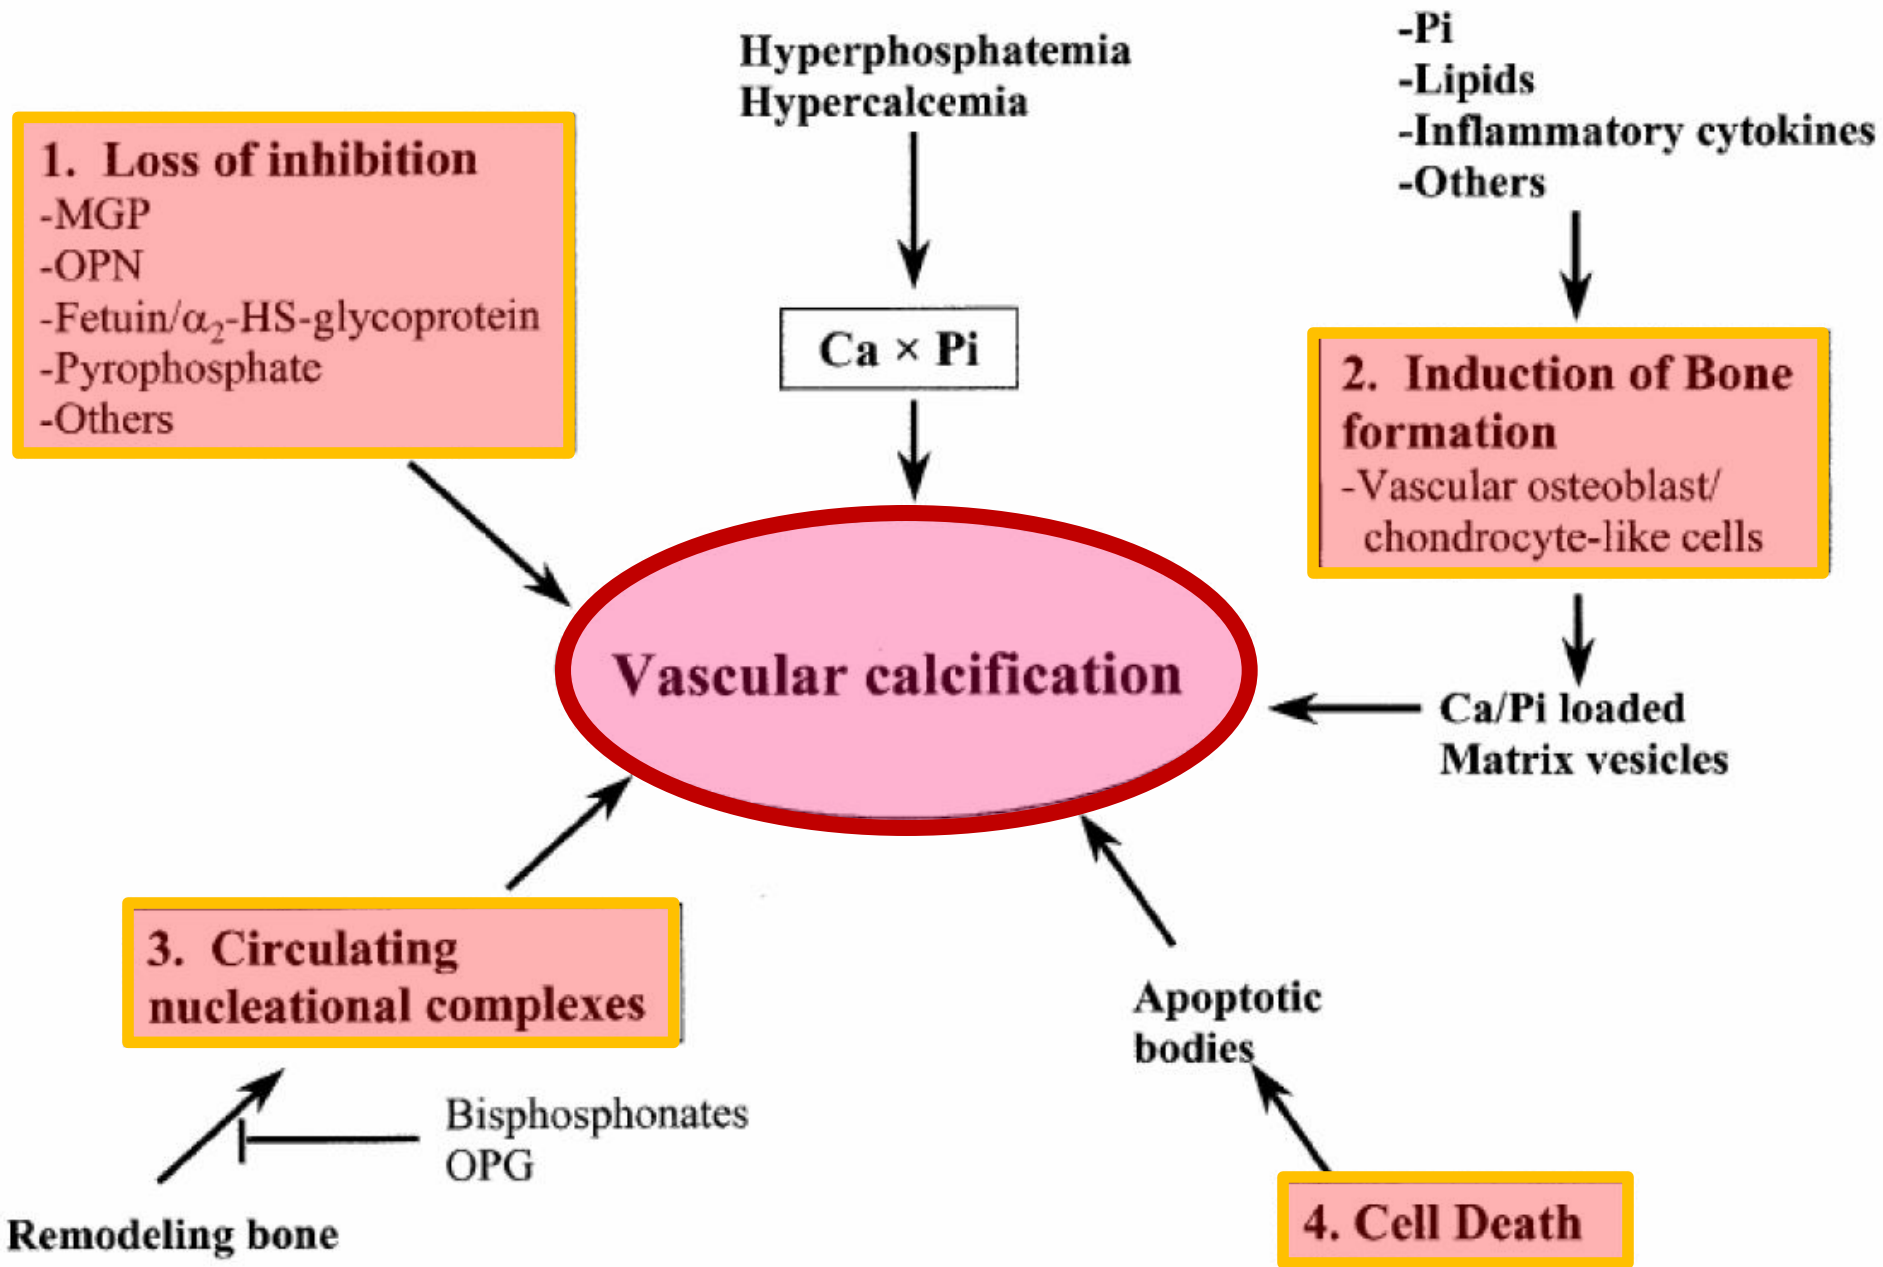 Hyperphosphatemia
Hypercalcemia
-Pi
-Lipids
-Inflammatory cytokines
-Others
1. Loss of inhibition
-MGP
-OPN
-Fetuin/α₂-HS-glycoprotein
-Pyrophosphate
-Others
Ca × Pi
2. Induction of Bone
formation
-Vascular osteoblast/
chondrocyte-like cells
Vascular calcification
Ca/Pi loaded
Matrix vesicles
3. Circulating
nucleational complexes
Apoptotic
bodies
Bisphosphonates
OPG
Remodeling bone
4. Cell Death